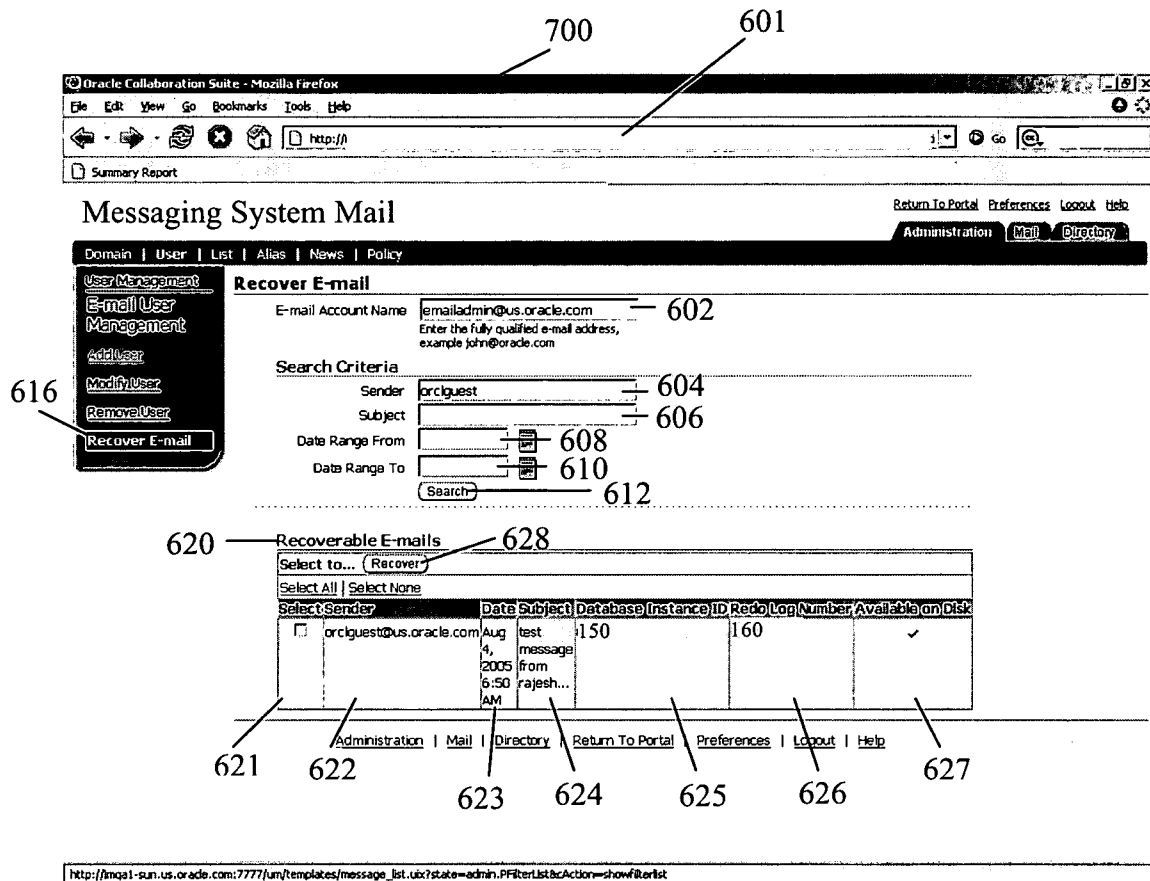 700
601
Oracle Collaboration Suite - Mozilla Firefox
File Edit View Go Bookmarks Tools Help
http://i
Go
Summary Report
Messaging System Mail
Return To Portal Preferences Logout Help
Administration Mail Directory
Domain | User | List | Alias | News | Policy
User Management
E-mail User
Management
Add User
Modify User
Remove User
616
Recover E-mail
Recover E-mail
E-mail Account Name emailadmin@us.oracle.com 602
Enter the fully qualified e-mail address,
example john@oracle.com
Search Criteria
Sender orclguest 604
Subject 606
Date Range From 608
Date Range To 610
Search 612
620 Recoverable E-mails 628
Select to... Recover
Select All | Select None
Select Sender Date Subject Database Instance ID Redo Log Number Available on Disk
orclguest@us.oracle.com Aug test 150 160
4, message
2005 from
6:50 rajesh...
AM
Administration | Mail | Directory | Return To Portal | Preferences | Logout | Help
621 622 623 624 625 626 627
http://imqa1-sun.us.oracle.com:7777/um/templates/message_list.uix?state=admin.PFilterList&cAction=showfilterlist